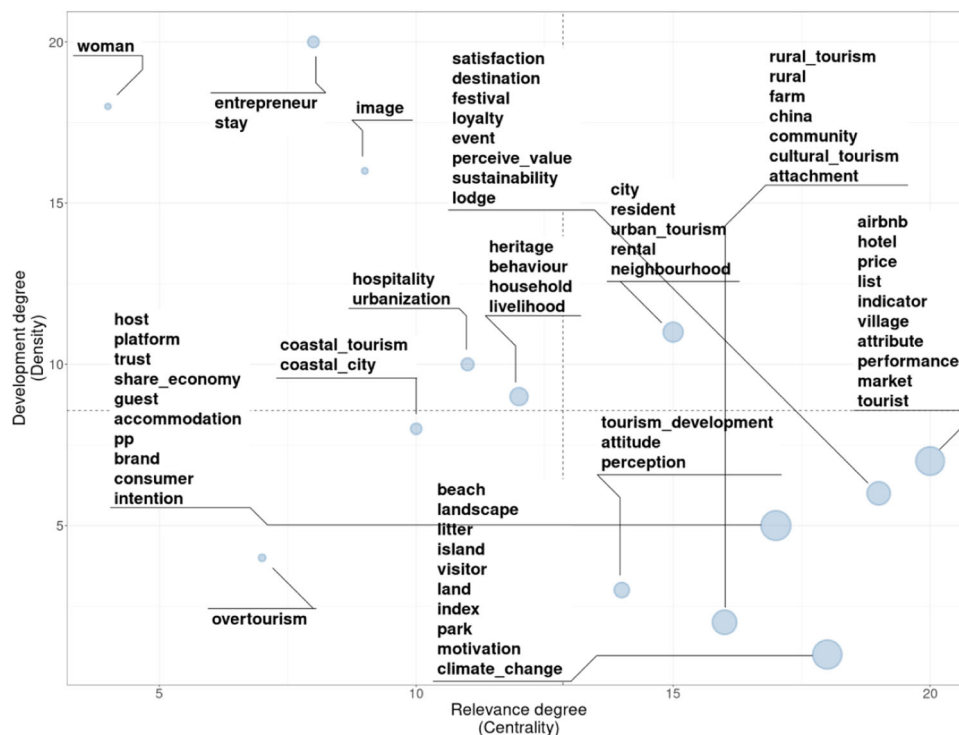 woman
entrepreneur
stay
image
satisfaction
destination
festival
loyalty
event
perceive_value
sustainability
lodge
rural_tourism
rural
farm
china
community
cultural_tourism
attachment
city
resident
urban_tourism
rental
neighbourhood
airbnb
hotel
price
list
indicator
village
attribute
performance
market
tourist
heritage
behaviour
household
livelihood
hospitality
urbanization
coastal_tourism
coastal_city
host
platform
trust
share_economy
guest
accommodation
pp
brand
consumer
intention
tourism_development
attitude
perception
beach
landscape
litter
island
visitor
land
index
park
motivation
climate_change
overtourism
Development degree
(Density)
20
15
10
5
5
10
15
20
Relevance degree
(Centrality)